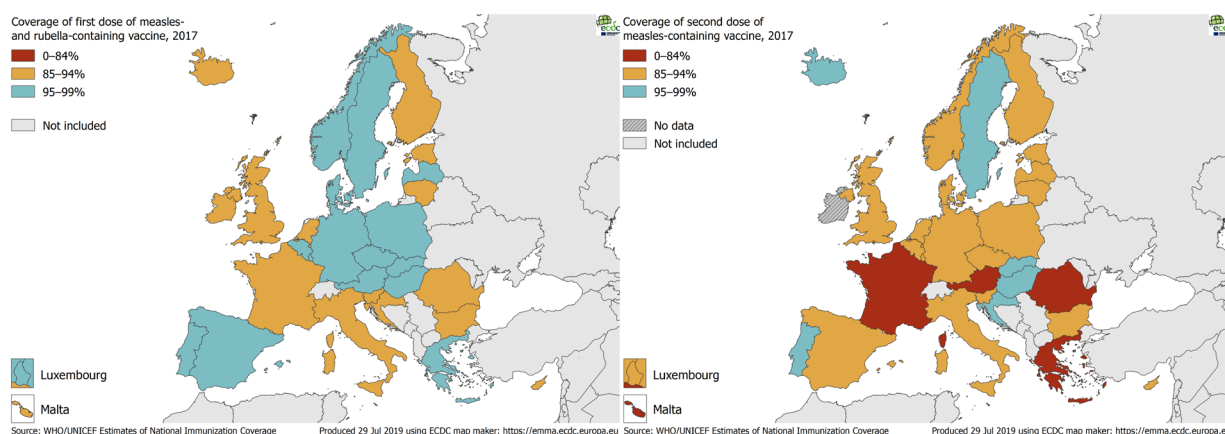 Coverage of first dose of measles-
and rubella-containing vaccine, 2017
0–84%
85–94%
95–99%
Not included
Luxembourg
Malta
Source: WHO/UNICEF Estimates of National Immunization Coverage
Produced 29 Jul 2019 using ECDC map maker: https://emma.ecdc.europa.eu
ecdc
Coverage of second dose of
measles-containing vaccine, 2017
0–84%
85–94%
95–99%
No data
Not included
Luxembourg
Malta
Source: WHO/UNICEF Estimates of National Immunization Coverage
Produced 29 Jul 2019 using ECDC map maker: https://emma.ecdc.europa.eu
ecdc